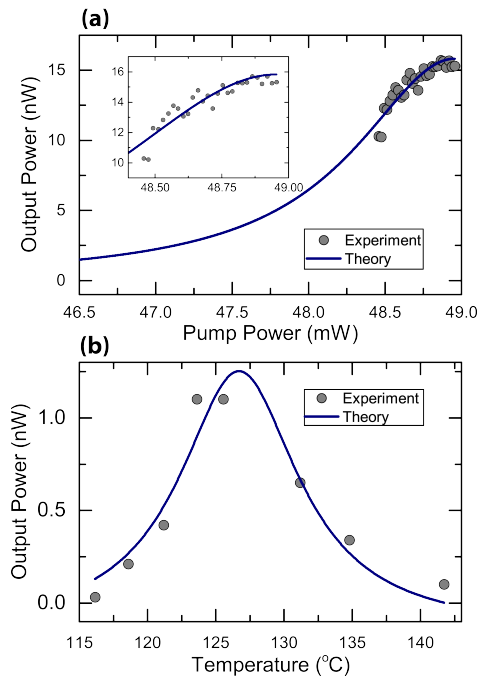 (a)
15
10
5
0
Output Power (nW)
16
14
12
10
48.50 48.75 49.00
Experiment
Theory
46.5 47.0 47.5 48.0 48.5 49.0
Pump Power (mW)
(b)
1.0
0.5
0.0
Output Power (nW)
Experiment
Theory
115 120 125 130 135 140
Temperature (°C)